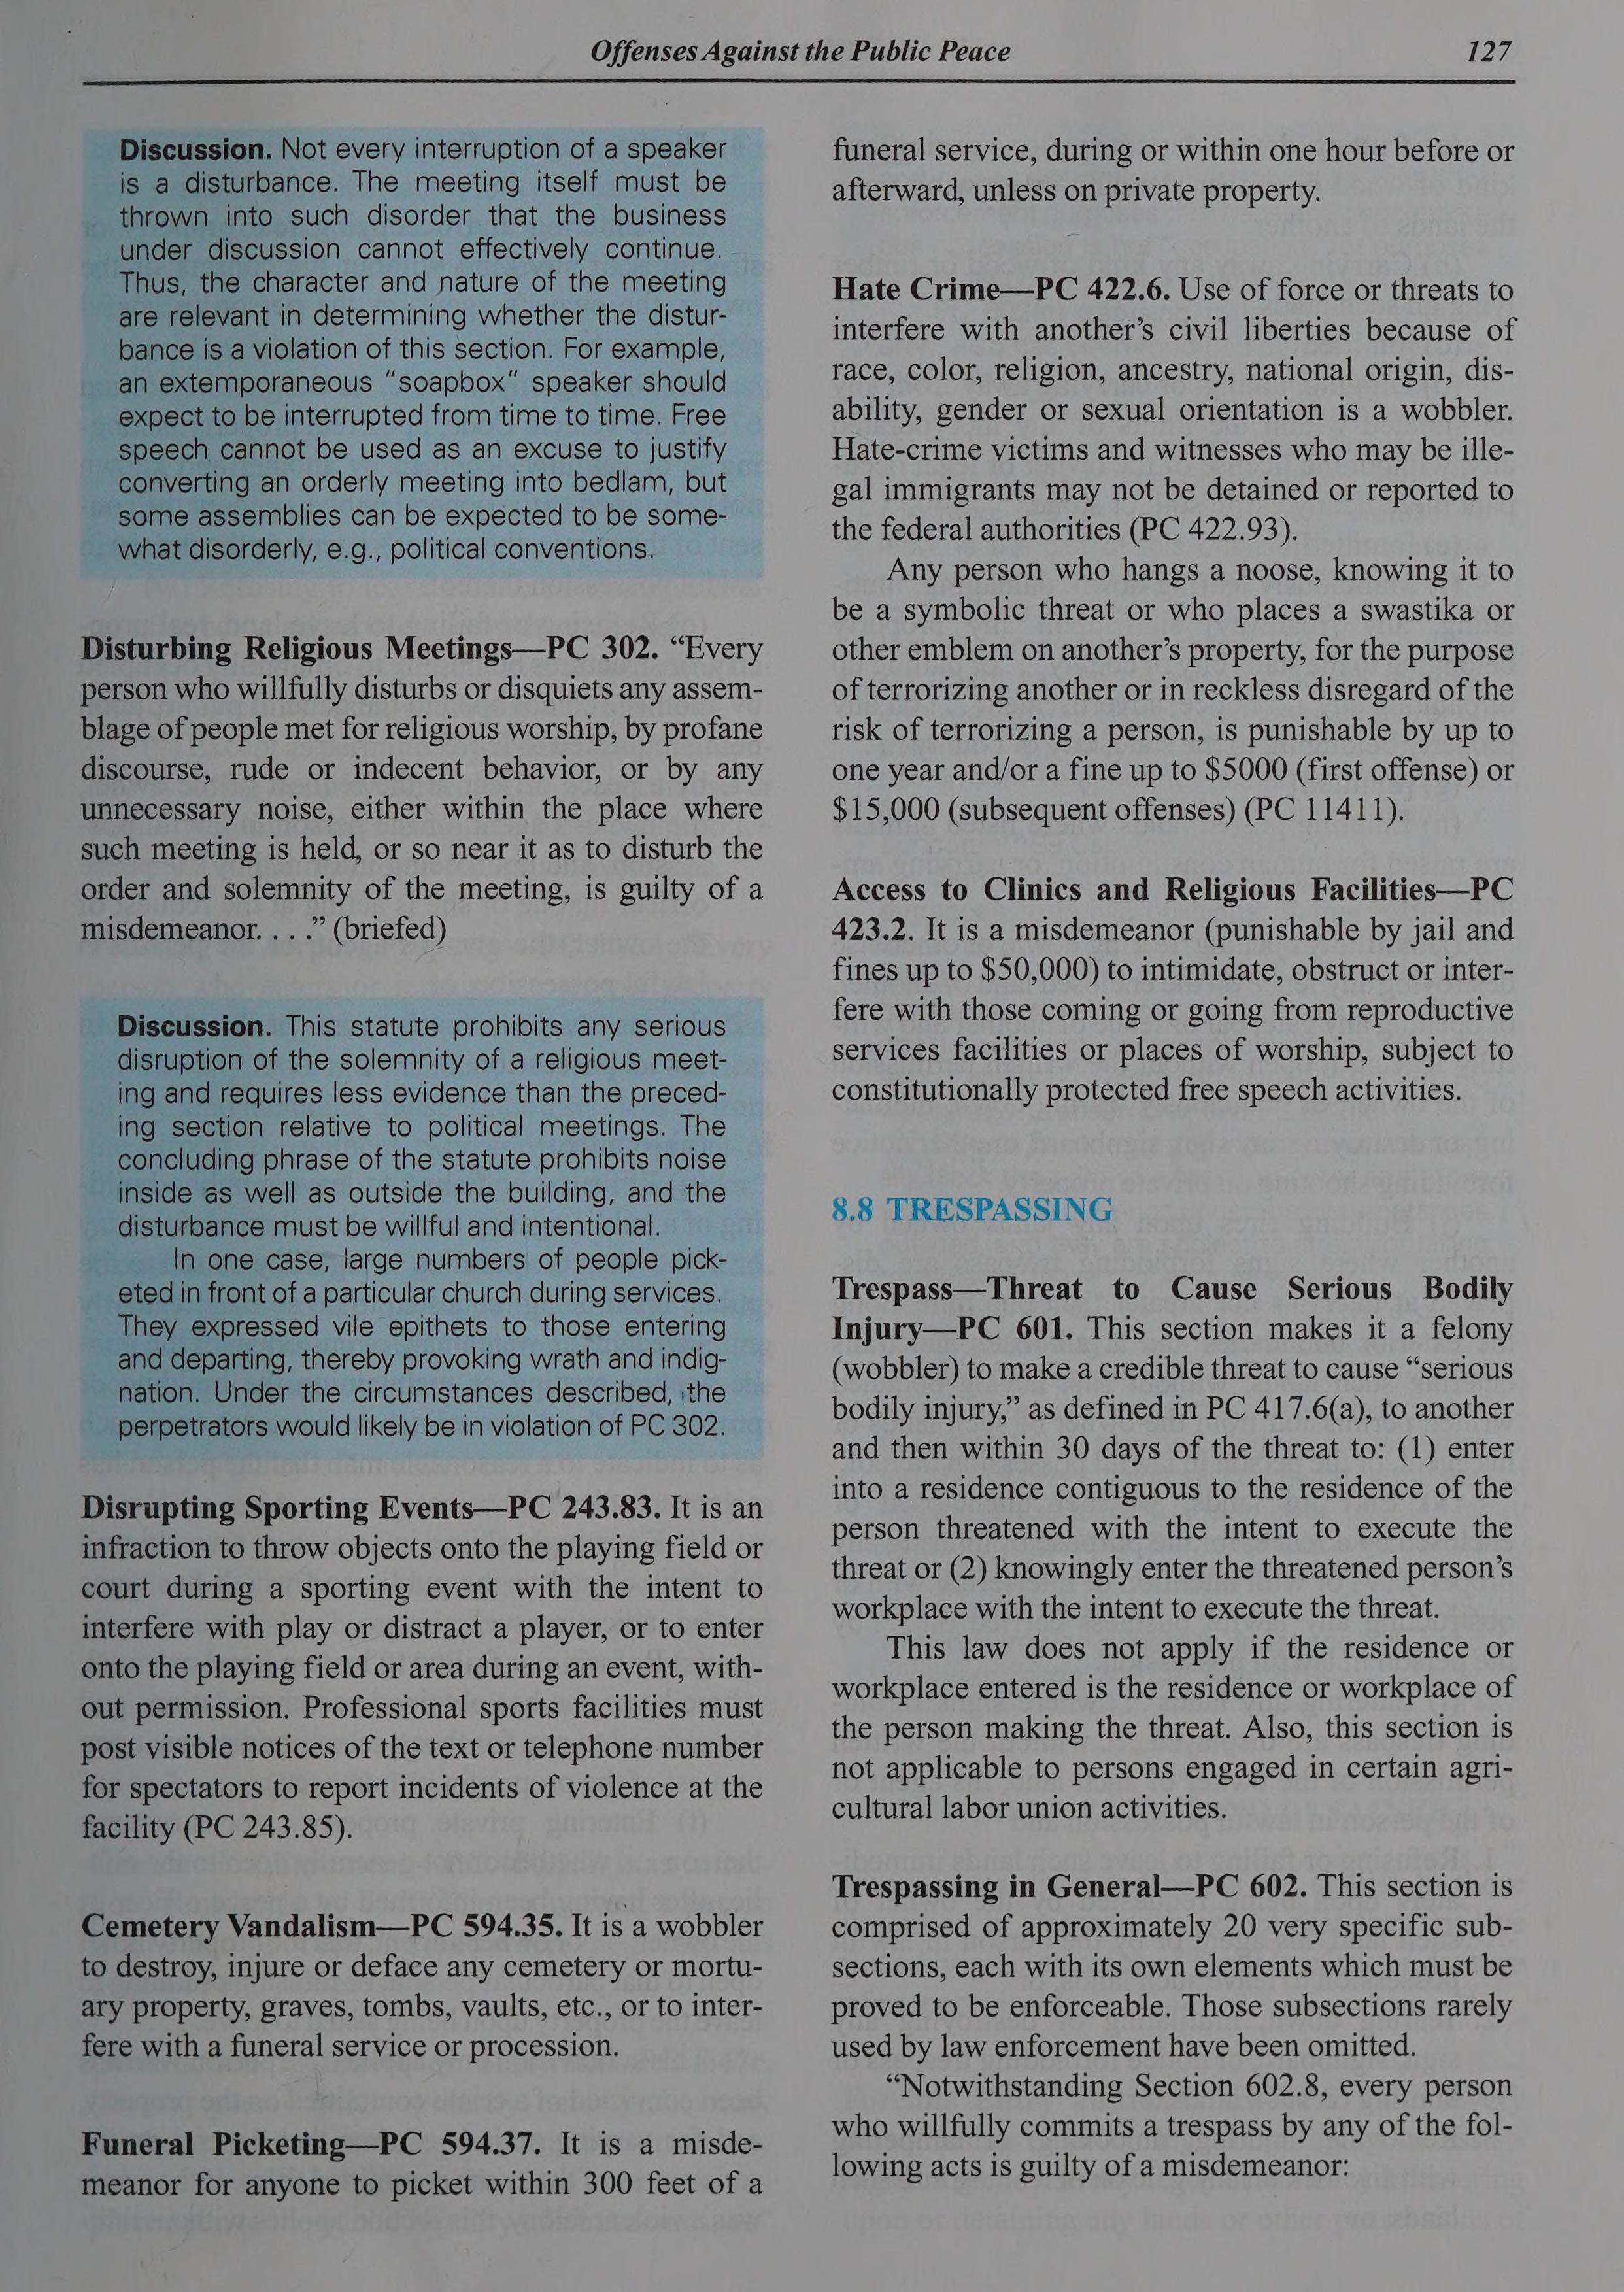 Offenses Against the Public Peace 127
Discussion. Not every interruption of a speaker
is a disturbance. The meeting itself must be
thrown into such disorder that the business
under discussion cannot effectively continue.
Thus, the character and nature of the meeting
are relevant in determining whether the distur-
bance is a violation of this section. For example,
an extemporaneous “soapbox” speaker should
expect to be interrupted from time to time. Free
speech cannot be used as an excuse to justify
converting an orderly meeting into bedlam, but
some assemblies can be expected to be some-
what disorderly, e.g., political conventions.
Disturbing Religious Meetings—PC 302. “Every
person who willfully disturbs or disquiets any assem-
blage of people met for religious worship, by profane
discourse, rude or indecent behavior, or by any
unnecessary noise, either within the place where
such meeting is held, or so near it as to disturb the
order and solemnity of the meeting, is guilty of a
misdemeanor. . . .” (briefed)
Discussion. This statute prohibits any serious
disruption of the solemnity of a religious meet-
ing and requires less evidence than the preced-
ing section relative to political meetings. The
concluding phrase of the statute prohibits noise
inside as well as outside the building, and the
disturbance must be willful and intentional.
In one case, large numbers of people pick-
eted in front of a particular church during services.
They expressed vile epithets to those entering
and departing, thereby provoking wrath and indig-
nation. Under the circumstances described, the
perpetrators would likely be in violation of PC 302.
Disrupting Sporting Events—PC 243.83. It is an
infraction to throw objects onto the playing field or
court during a sporting event with the intent to
interfere with play or distract a player, or to enter
onto the playing field or area during an event, with-
out permission. Professional sports facilities must
post visible notices of the text or telephone number
for spectators to report incidents of violence at the
facility (PC 243.85).
Cemetery Vandalism—PC 594.35. It is a wobbler
to destroy, injure or deface any cemetery or mortu-
ary property, graves, tombs, vaults, etc., or to inter-
fere with a funeral service or procession.
Funeral Picketing—PC 594.37. It is a misde-
meanor for anyone to picket within 300 feet of a
funeral service, during or within one hour before or
afterward, unless on private property.
Hate Crime—PC 422.6. Use of force or threats to
interfere with another’s civil liberties because of
race, color, religion, ancestry, national origin, dis-
ability, gender or sexual orientation is a wobbler.
Hate-crime victims and witnesses who may be ille-
gal immigrants may not be detained or reported to
the federal authorities (PC 422.93).
Any person who hangs a noose, knowing it to
be a symbolic threat or who places a swastika or
other emblem on another’s property, for the purpose
of terrorizing another or in reckless disregard of the
risk of terrorizing a person, is punishable by up to
one year and/or a fine up to $5000 (first offense) or
$15,000 (subsequent offenses) (PC 11411).
Access to Clinics and Religious Facilities—PC
423.2. It is a misdemeanor (punishable by jail and
fines up to $50,000) to intimidate, obstruct or inter-
fere with those coming or going from reproductive
services facilities or places of worship, subject to
constitutionally protected free speech activities.
8.8 TRESPASSING
Trespass—Threat to Cause Serious Bodily
Injury—PC 601. This section makes it a felony
(wobbler) to make a credible threat to cause “serious
bodily injury,” as defined in PC 417.6(a), to another
and then within 30 days of the threat to: (1) enter
into a residence contiguous to the residence of the
person threatened with the intent to execute the
threat or (2) knowingly enter the threatened person’s
workplace with the intent to execute the threat.
This law does not apply if the residence or
workplace entered is the residence or workplace of
the person making the threat. Also, this section is
not applicable to persons engaged in certain agri-
cultural labor union activities.
Trespassing in General—PC 602. This section is
comprised of approximately 20 very specific sub-
sections, each with its own elements which must be
proved to be enforceable. Those subsections rarely
used by law enforcement have been omitted.
“Notwithstanding Section 602.8, every person
who willfully commits a trespass by any of the fol-
lowing acts is guilty of a misdemeanor: